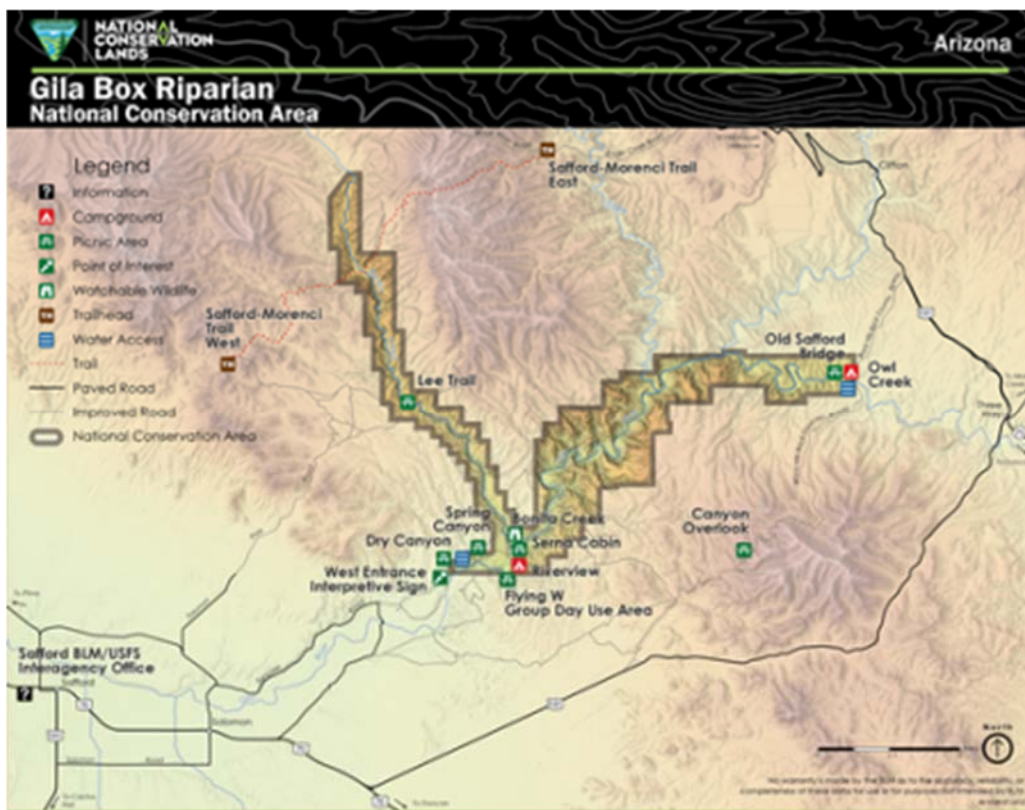 NATIONAL
CONSERVATION
LANDS
Arizona
Gila Box Riparian
National Conservation Area
Legend
Information
Campground
Picnic Area
Point of Interest
Watchable Wildlife
Trailhead
Water Access
Trail
Paved Road
Improved Road
National Conservation Area
Safford-Morenci Trail
East
Clifton
Safford-Morenci
Trail
West
Lee Trail
Old Safford
Bridge
Owl
Creek
Spring
Canyon
Bonita Creek
Dry Canyon
Serna Cabin
West Entrance
Interpretive Sign
Riverview
Flying W
Group Day Use Area
Canyon
Overlook
Safford BLM/USFS
Interagency Office
Safford
Solomon
North